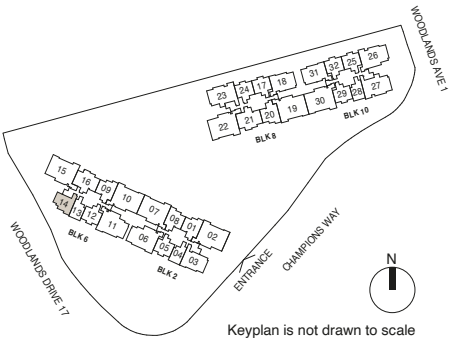 WOODLANDS AVE 1
23 24 17 18 31 32 25 26
22 21 20 19 30 29 28 27
BLK 8 BLK 10
15 16 09 10 07 08 01 02
14 13 12 11 06 05 04 03
BLK 6 BLK 2
WOODLANDS DRIVE 17
ENTRANCE
CHAMPIONS WAY
N
Keyplan is not drawn to scale